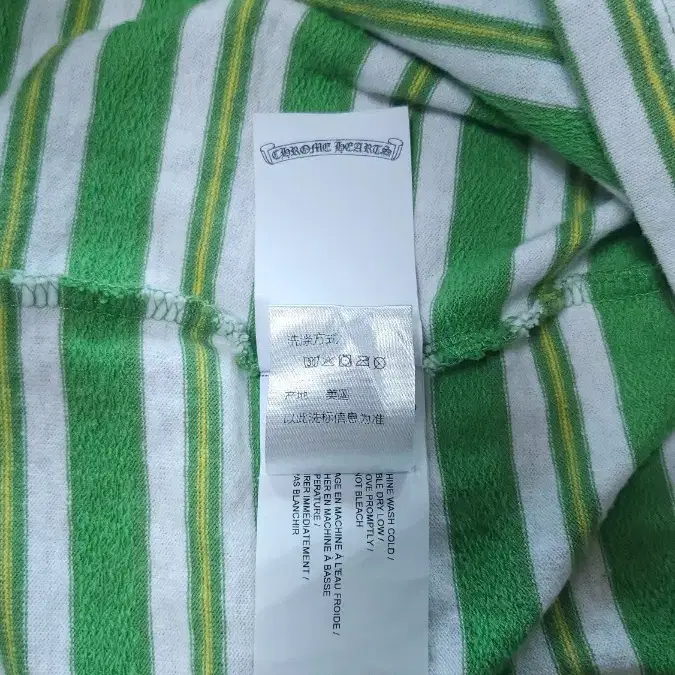 CHROME HEARTS
洗涤方式:
产地 美国
以此洗标信息为准
HINE WASH COLD /
BLE DRY LOW /
OVE PROMPTLY /
NOT BLEACH
AGE EN MACHINE À L'EAU FROIDE /
HER EN MACHINE À BASSE
PERATURE /
RER IMMEDIATEMENT /
PAS BLANCHIR